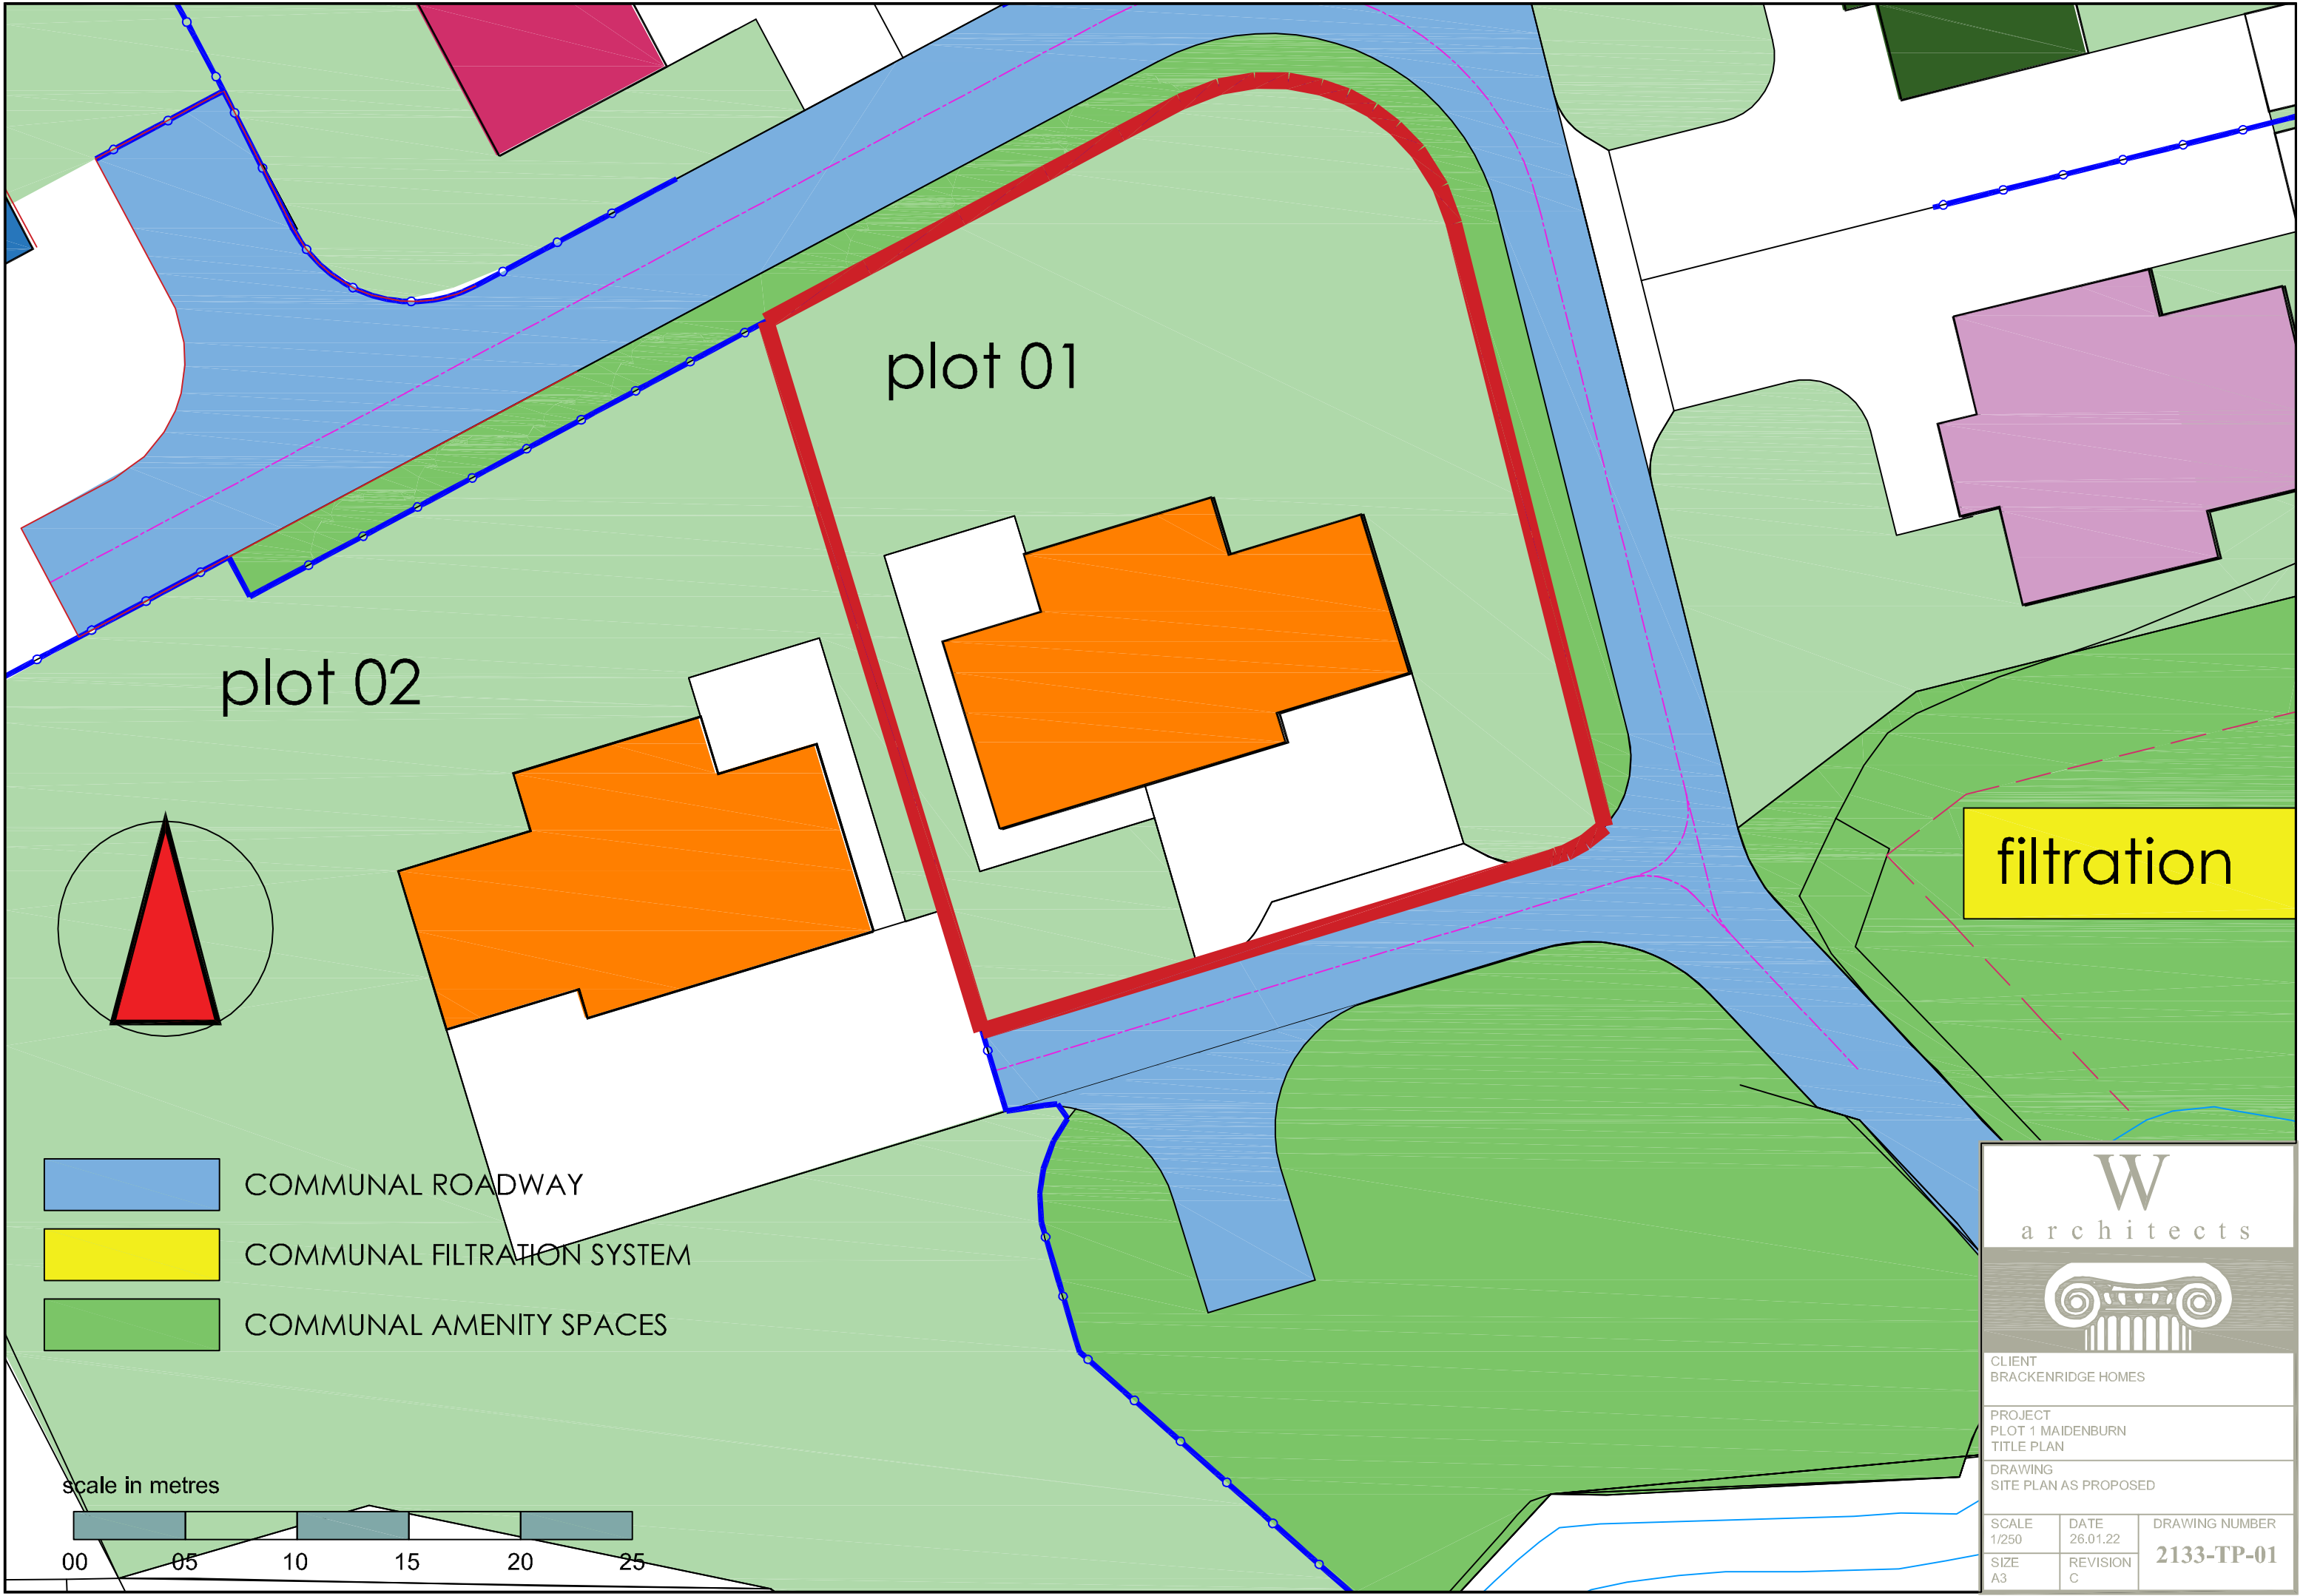 plot 01
plot 02
filtration
COMMUNAL ROADWAY
COMMUNAL FILTRATION SYSTEM
COMMUNAL AMENITY SPACES
scale in metres
00 05 10 15 20 25
W
architects
CLIENT
BRACKENRIDGE HOMES
PROJECT
PLOT 1 MAIDENBURN
TITLE PLAN
DRAWING
SITE PLAN AS PROPOSED
SCALE DATE DRAWING NUMBER
1/250 26.01.22 2133-TP-01
SIZE REVISION
A3 C